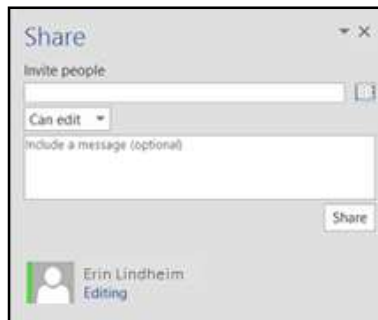 Share
Invite people
Can edit
Include a message (optional)
Share
Erin Lindheim
Editing